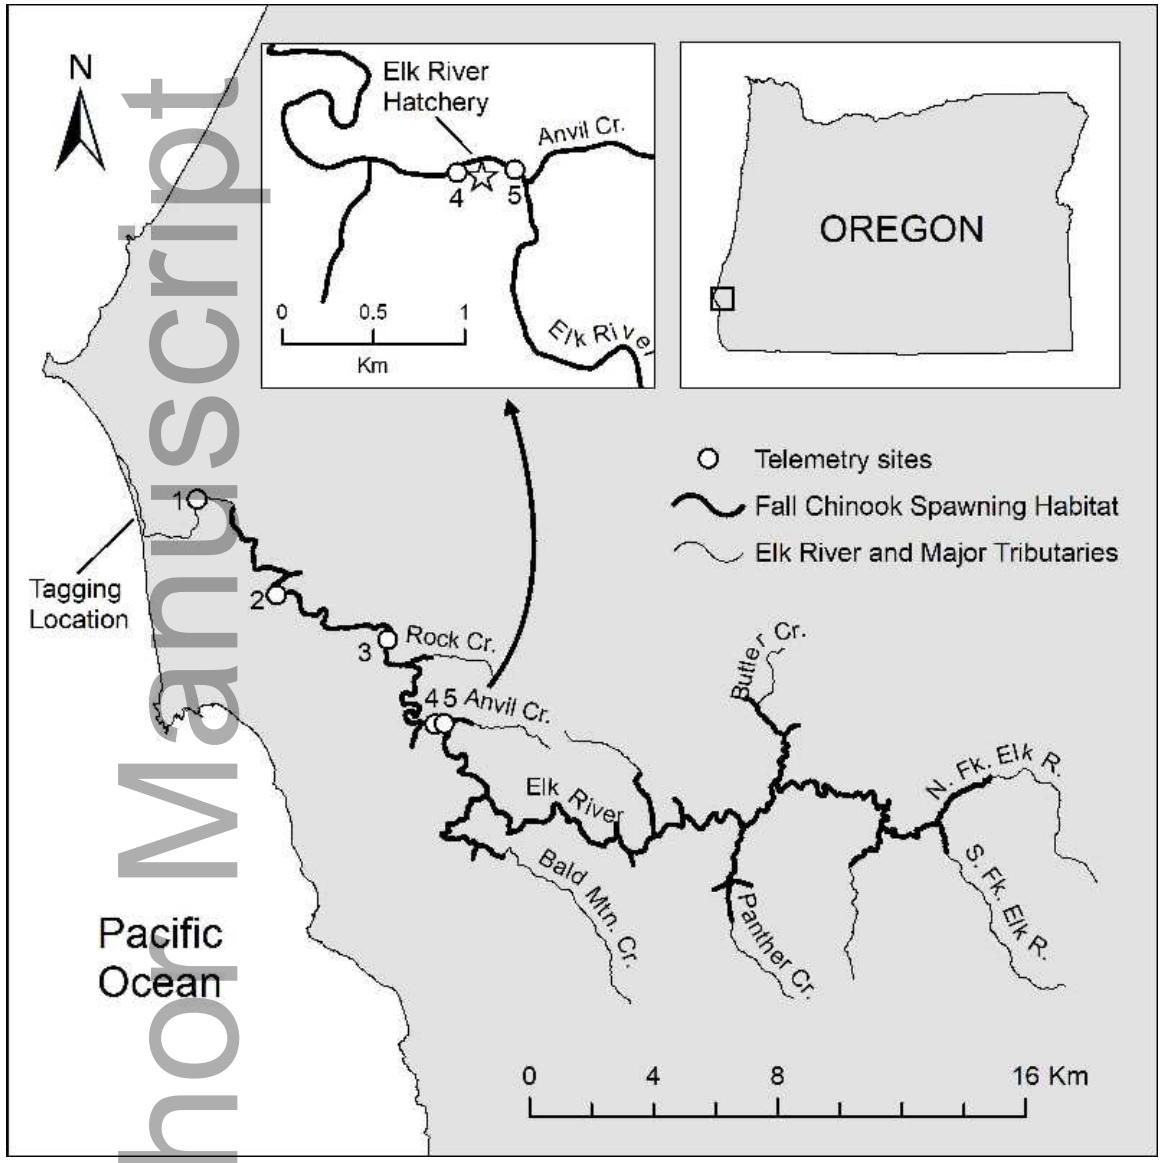 N
Elk River
Hatchery
Anvil Cr.
4
5
Elk River
0 0.5 1
Km
OREGON
Telemetry sites
Fall Chinook Spawning Habitat
Elk River and Major Tributaries
1
Tagging
Location
2
3
Rock Cr.
4 5 Anvil Cr.
Butler Cr.
Elk River
N. Fk. Elk R.
Bald Mtn. Cr.
Panther Cr.
S. Fk. Elk R.
Pacific
Ocean
0 4 8 16 Km
hor Manuscript